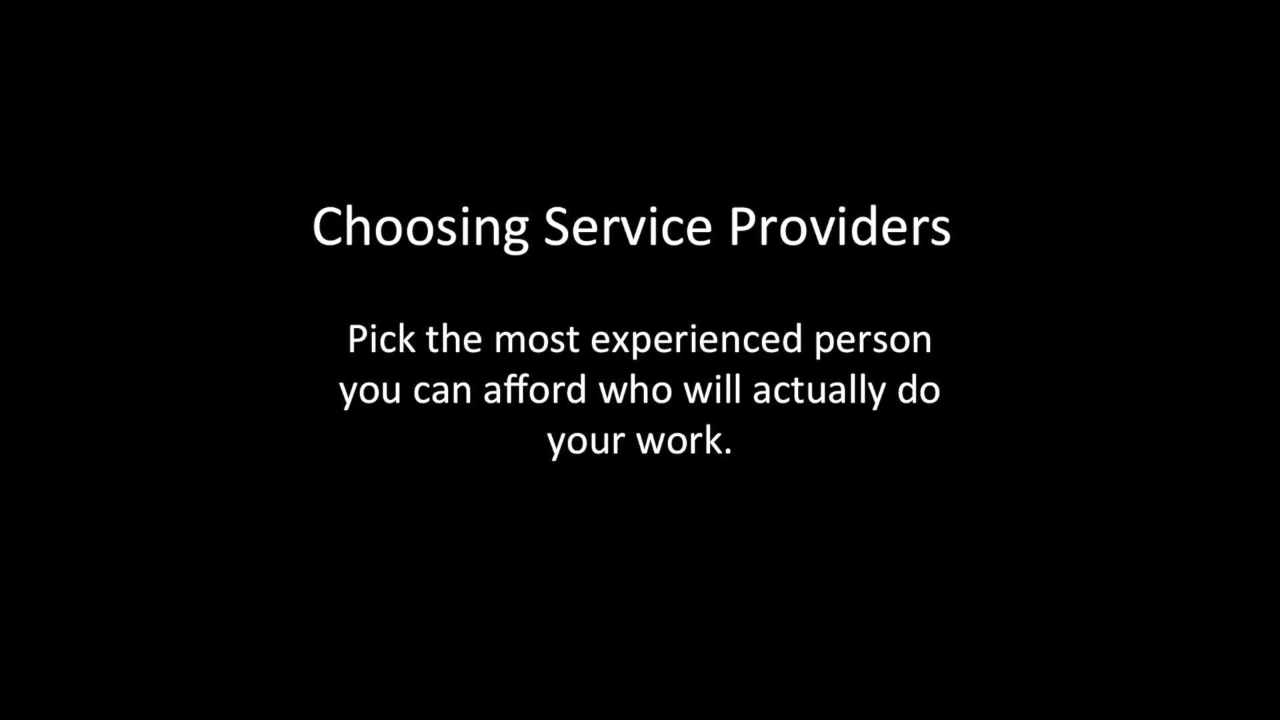 Choosing Service Providers
Pick the most experienced person
you can afford who will actually do
your work.